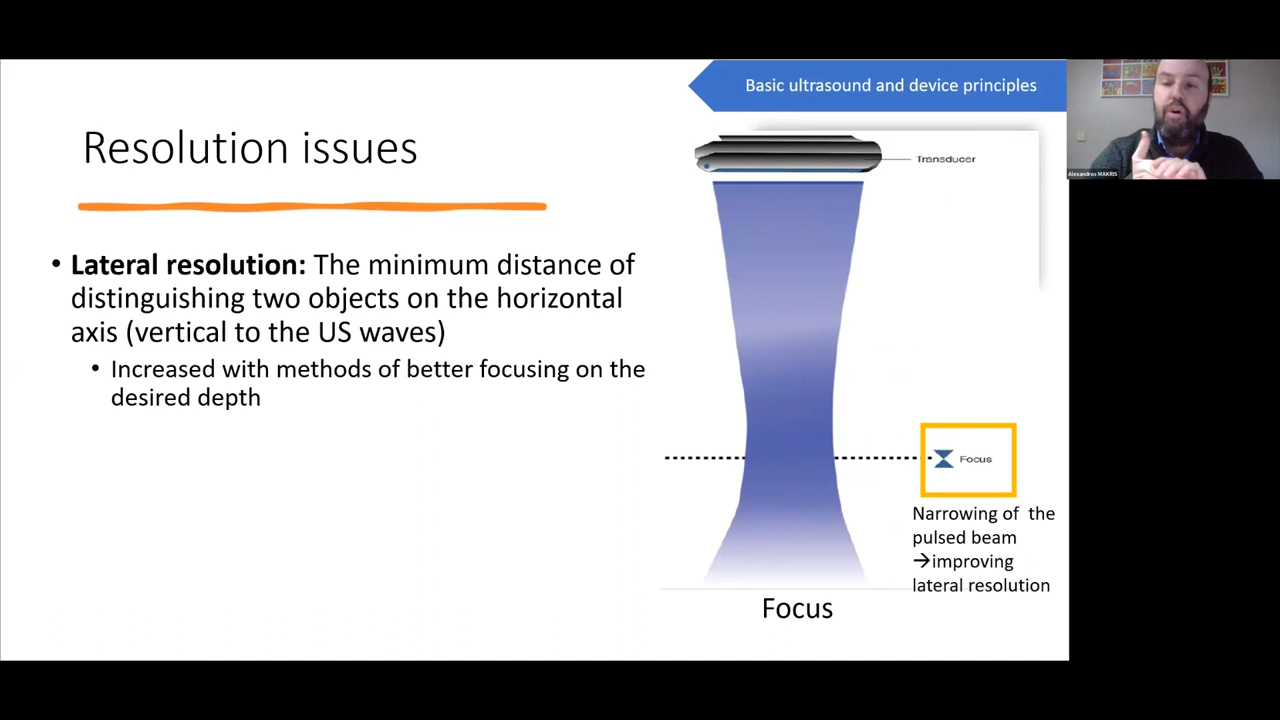 Basic ultrasound and device principles
Resolution issues
Transducer
Alexandros MAKRIS
• Lateral resolution: The minimum distance of
distinguishing two objects on the horizontal
axis (vertical to the US waves)
• Increased with methods of better focusing on the
desired depth
Focus
Narrowing of the
pulsed beam
→improving
lateral resolution
Focus